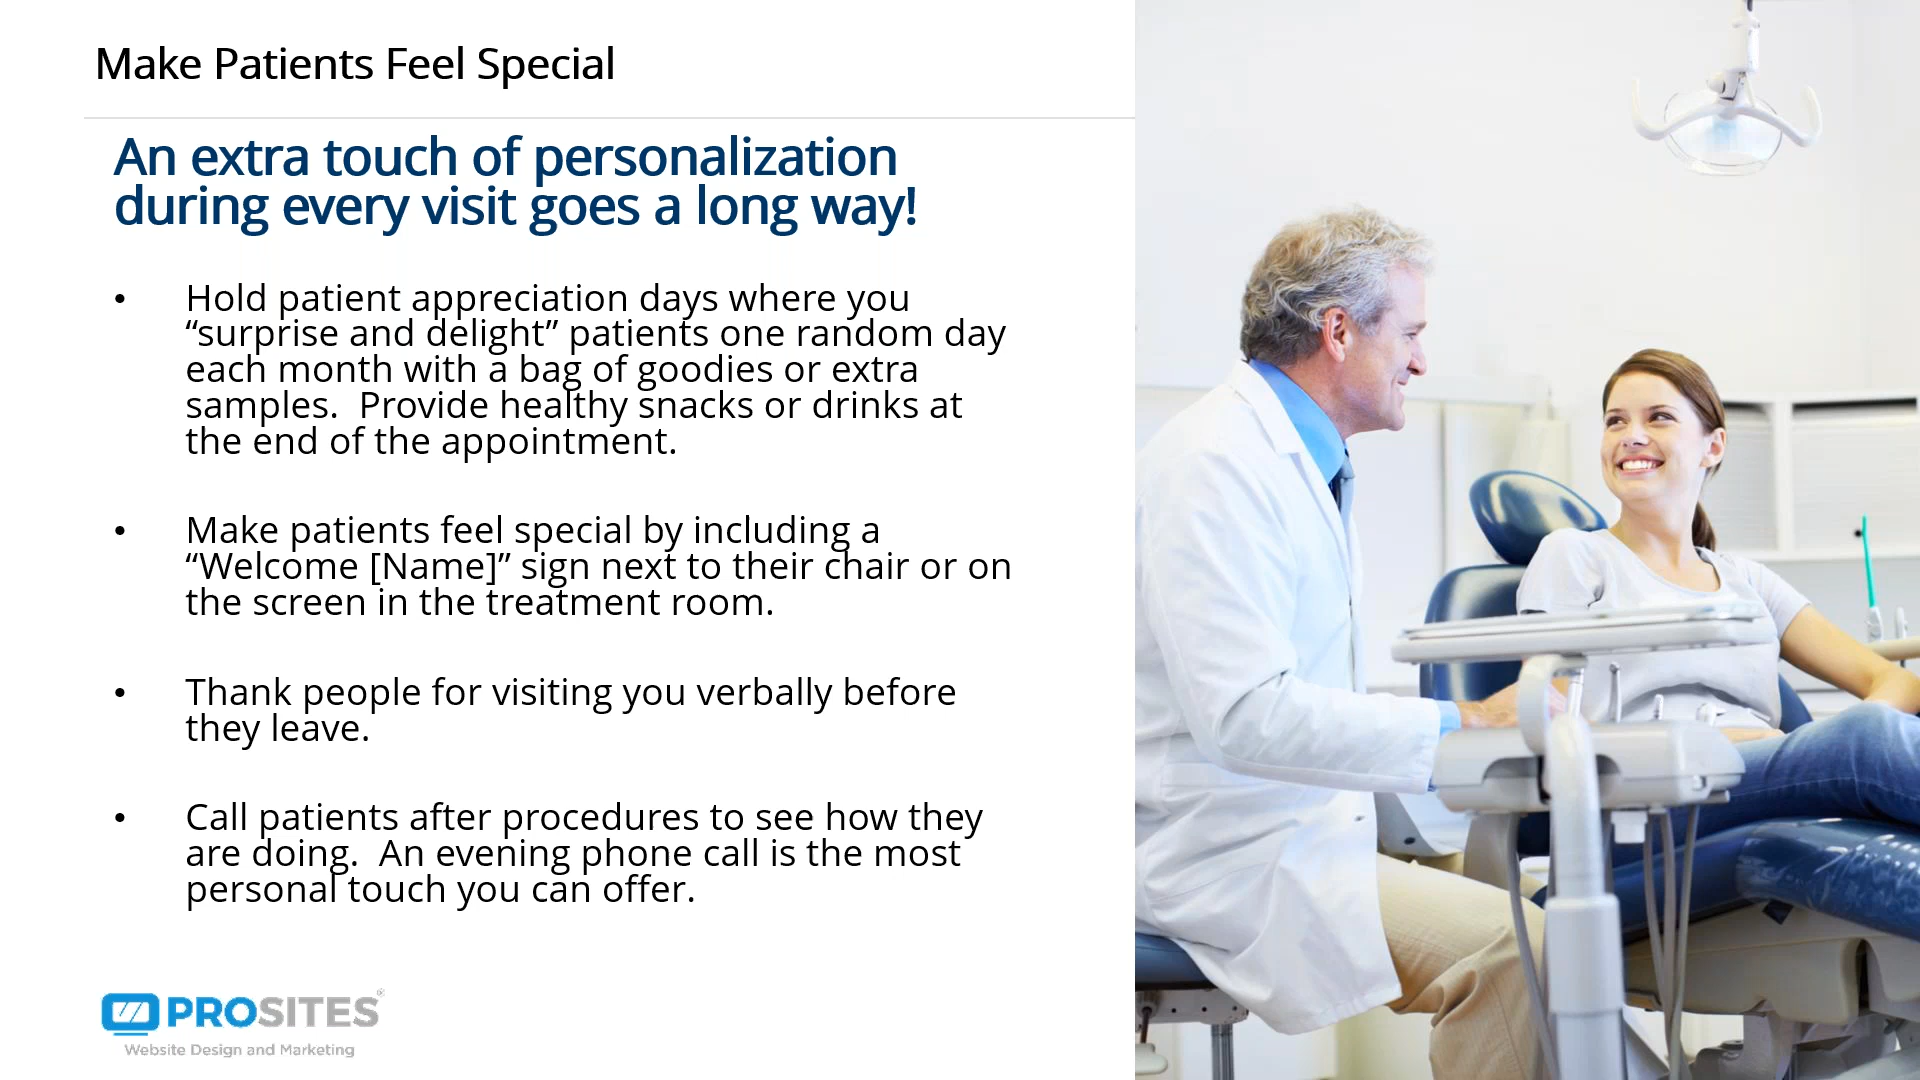 Make Patients Feel Special
An extra touch of personalization
during every visit goes a long way!
• Hold patient appreciation days where you
“surprise and delight” patients one random day
each month with a bag of goodies or extra
samples.  Provide healthy snacks or drinks at
the end of the appointment.
• Make patients feel special by including a
“Welcome [Name]” sign next to their chair or on
the screen in the treatment room.
• Thank people for visiting you verbally before
they leave.
• Call patients after procedures to see how they
are doing.  An evening phone call is the most
personal touch you can offer.
PROSITES®
Website Design and Marketing